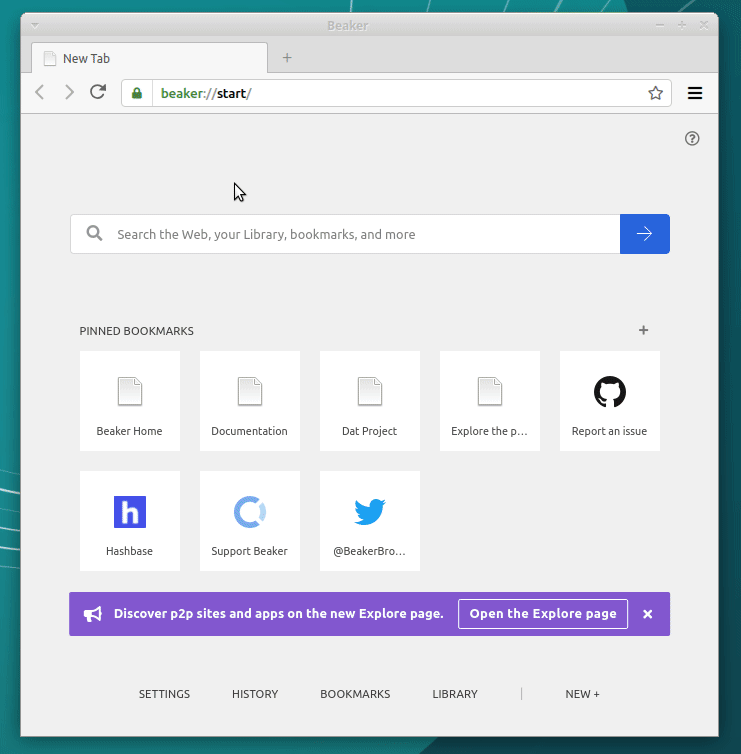 Beaker
New Tab
beaker://start/
Search the Web, your Library, bookmarks, and more
PINNED BOOKMARKS
Beaker Home
Documentation
Dat Project
Explore the p...
Report an issue
h
Hashbase
Support Beaker
@BeakerBro...
Discover p2p sites and apps on the new Explore page.
Open the Explore page
SETTINGS
HISTORY
BOOKMARKS
LIBRARY
NEW +